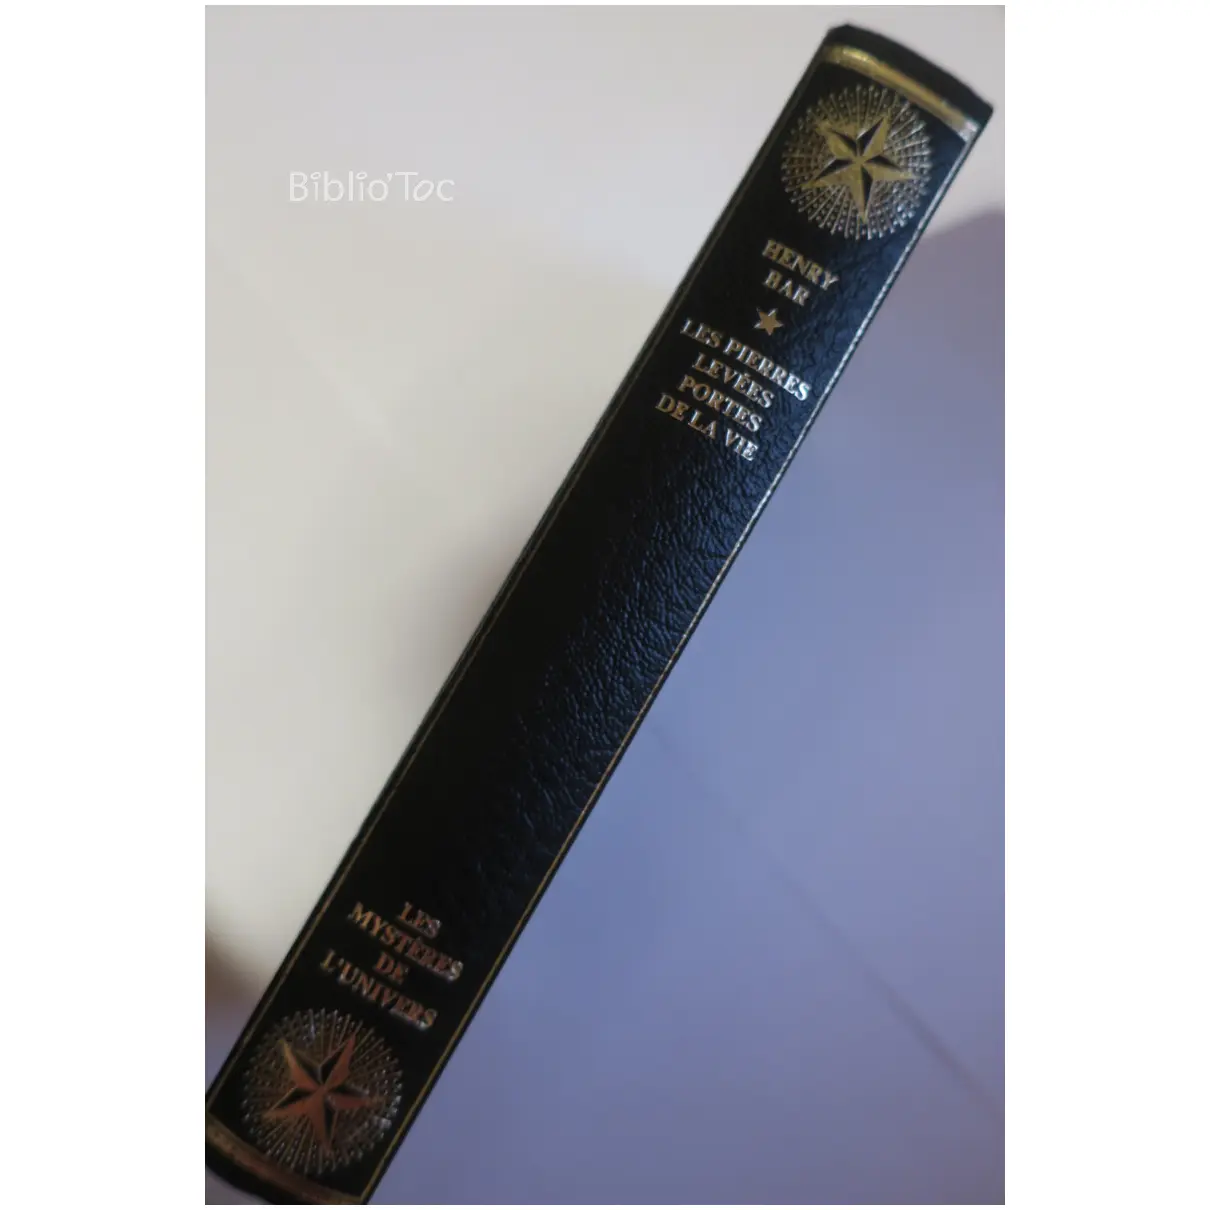 Biblio'Toc
HENRY
BAR
LES PIERRES
LEVÉES
PORTES
DE LA VIE
LES
MYSTÈRES
DE
L'UNIVERS